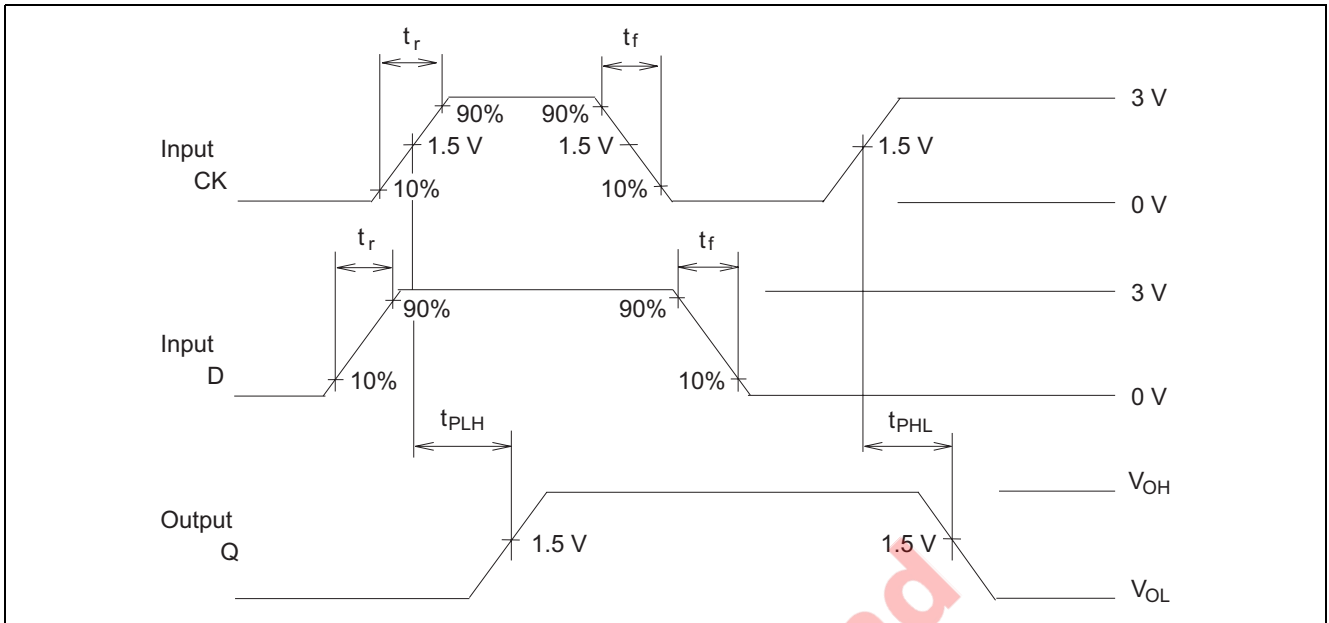 tr
tf
90% 90%
3 V
Input
CK
1.5 V 1.5 V 1.5 V
10% 10%
0 V
tr
tf
3 V
90% 90%
Input
D
10% 10%
0 V
tPLH
tPHL
VOH
Output
Q
1.5 V 1.5 V
VOL
nd